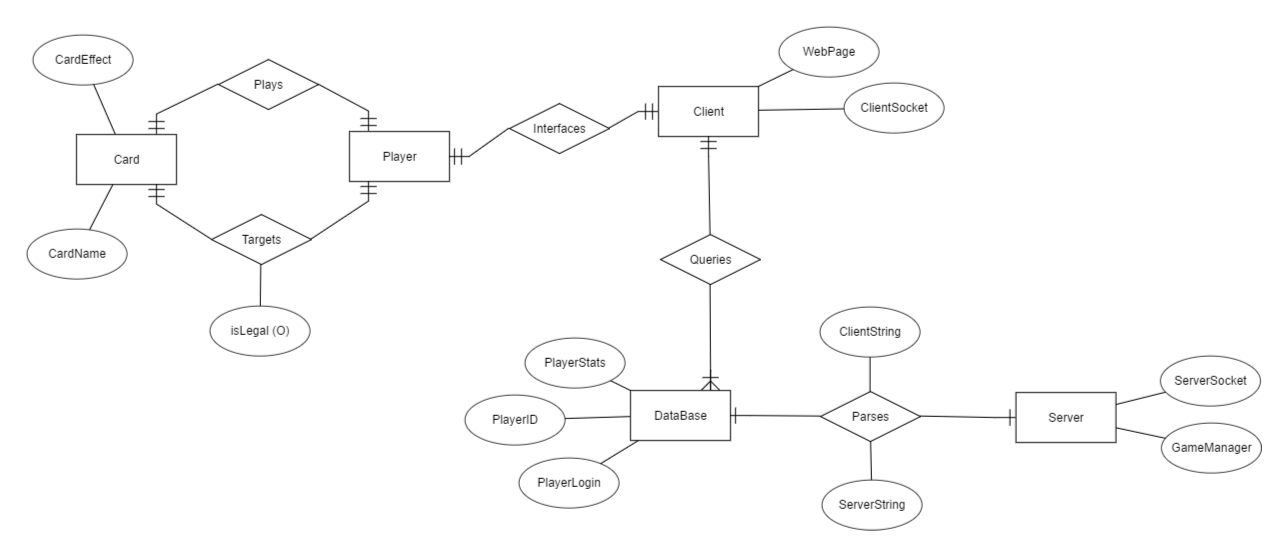 CardEffect
Plays
WebPage
Client
ClientSocket
Interfaces
Card
Player
CardName
Targets
Queries
isLegal (O)
ClientString
PlayerStats
ServerSocket
PlayerID
DataBase
Parses
Server
GameManager
PlayerLogin
ServerString